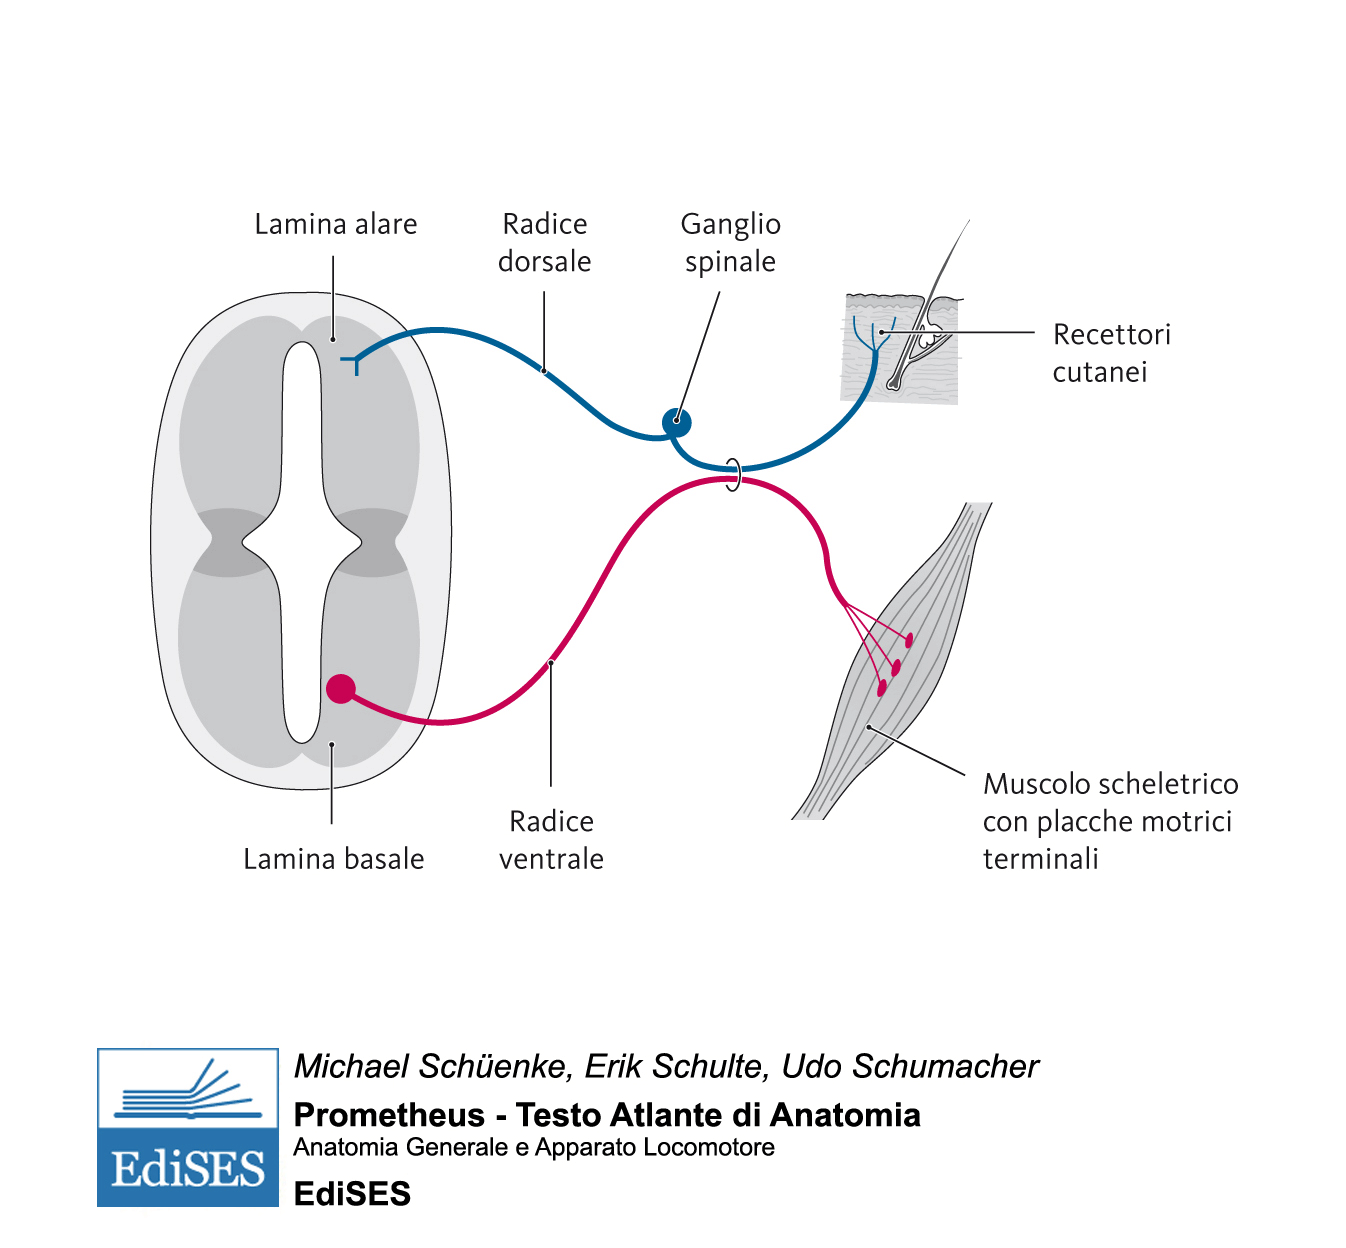 Lamina alare
Radice
dorsale
Ganglio
spinale
Recettori
cutanei
Muscolo scheletrico
con placche motrici
terminali
Radice
ventrale
Lamina basale
Michael Schüenke, Erik Schulte, Udo Schumacher
Prometheus - Testo Atlante di Anatomia
Anatomia Generale e Apparato Locomotore
EdiSES
EdiSES